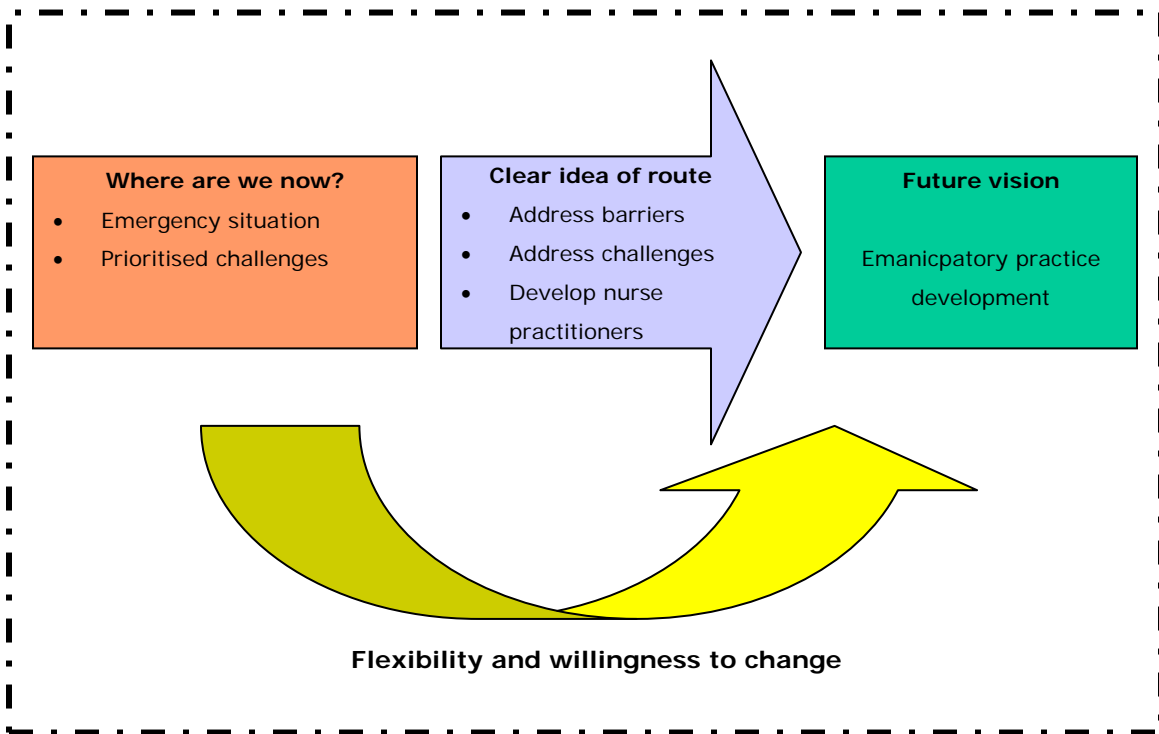 Where are we now?
• Emergency situation
• Prioritised challenges
Clear idea of route
• Address barriers
• Address challenges
• Develop nurse
practitioners
Future vision
Emanicpatory practice
development
Flexibility and willingness to change